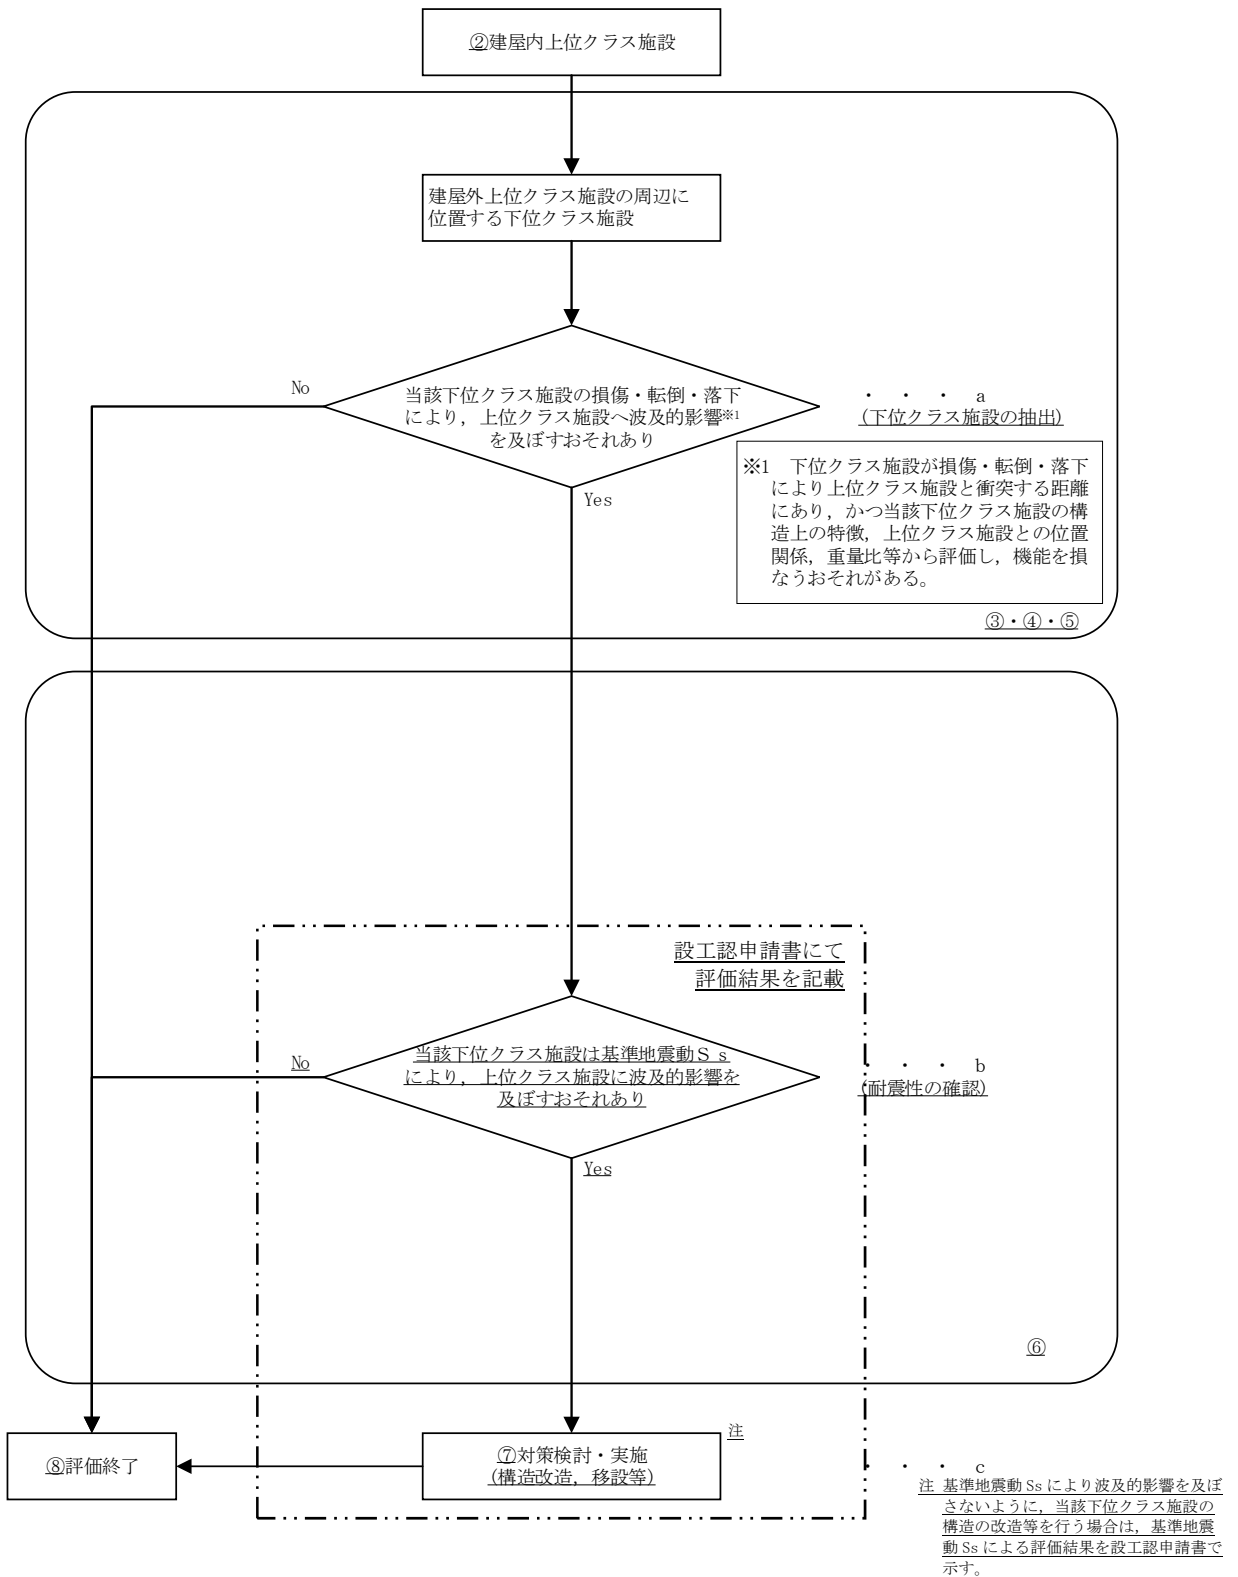 ②建屋内上位クラス施設
建屋外上位クラス施設の周辺に
位置する下位クラス施設
No
当該下位クラス施設の損傷・転倒・落下
により，上位クラス施設へ波及的影響※1
を及ぼすおそれあり
・　・　・　a
(下位クラス施設の抽出)
Yes
※1　下位クラス施設が損傷・転倒・落下
により上位クラス施設と衝突する距離
にあり，かつ当該下位クラス施設の構
造上の特徴，上位クラス施設との位置
関係，重量比等から評価し，機能を損
なうおそれがある。
③・④・⑤
設工認申請書にて
評価結果を記載
No
当該下位クラス施設は基準地震動Ｓｓ
により，上位クラス施設に波及的影響を
及ぼすおそれあり
・　・　・　b
(耐震性の確認)
Yes
⑥
注
⑧評価終了
⑦対策検討・実施
(構造改造，移設等)
・　・　・　c
注 基準地震動 Ss により波及的影響を及ぼ
さないように，当該下位クラス施設の
構造の改造等を行う場合は，基準地震
動 Ss による評価結果を設工認申請書で
示す。